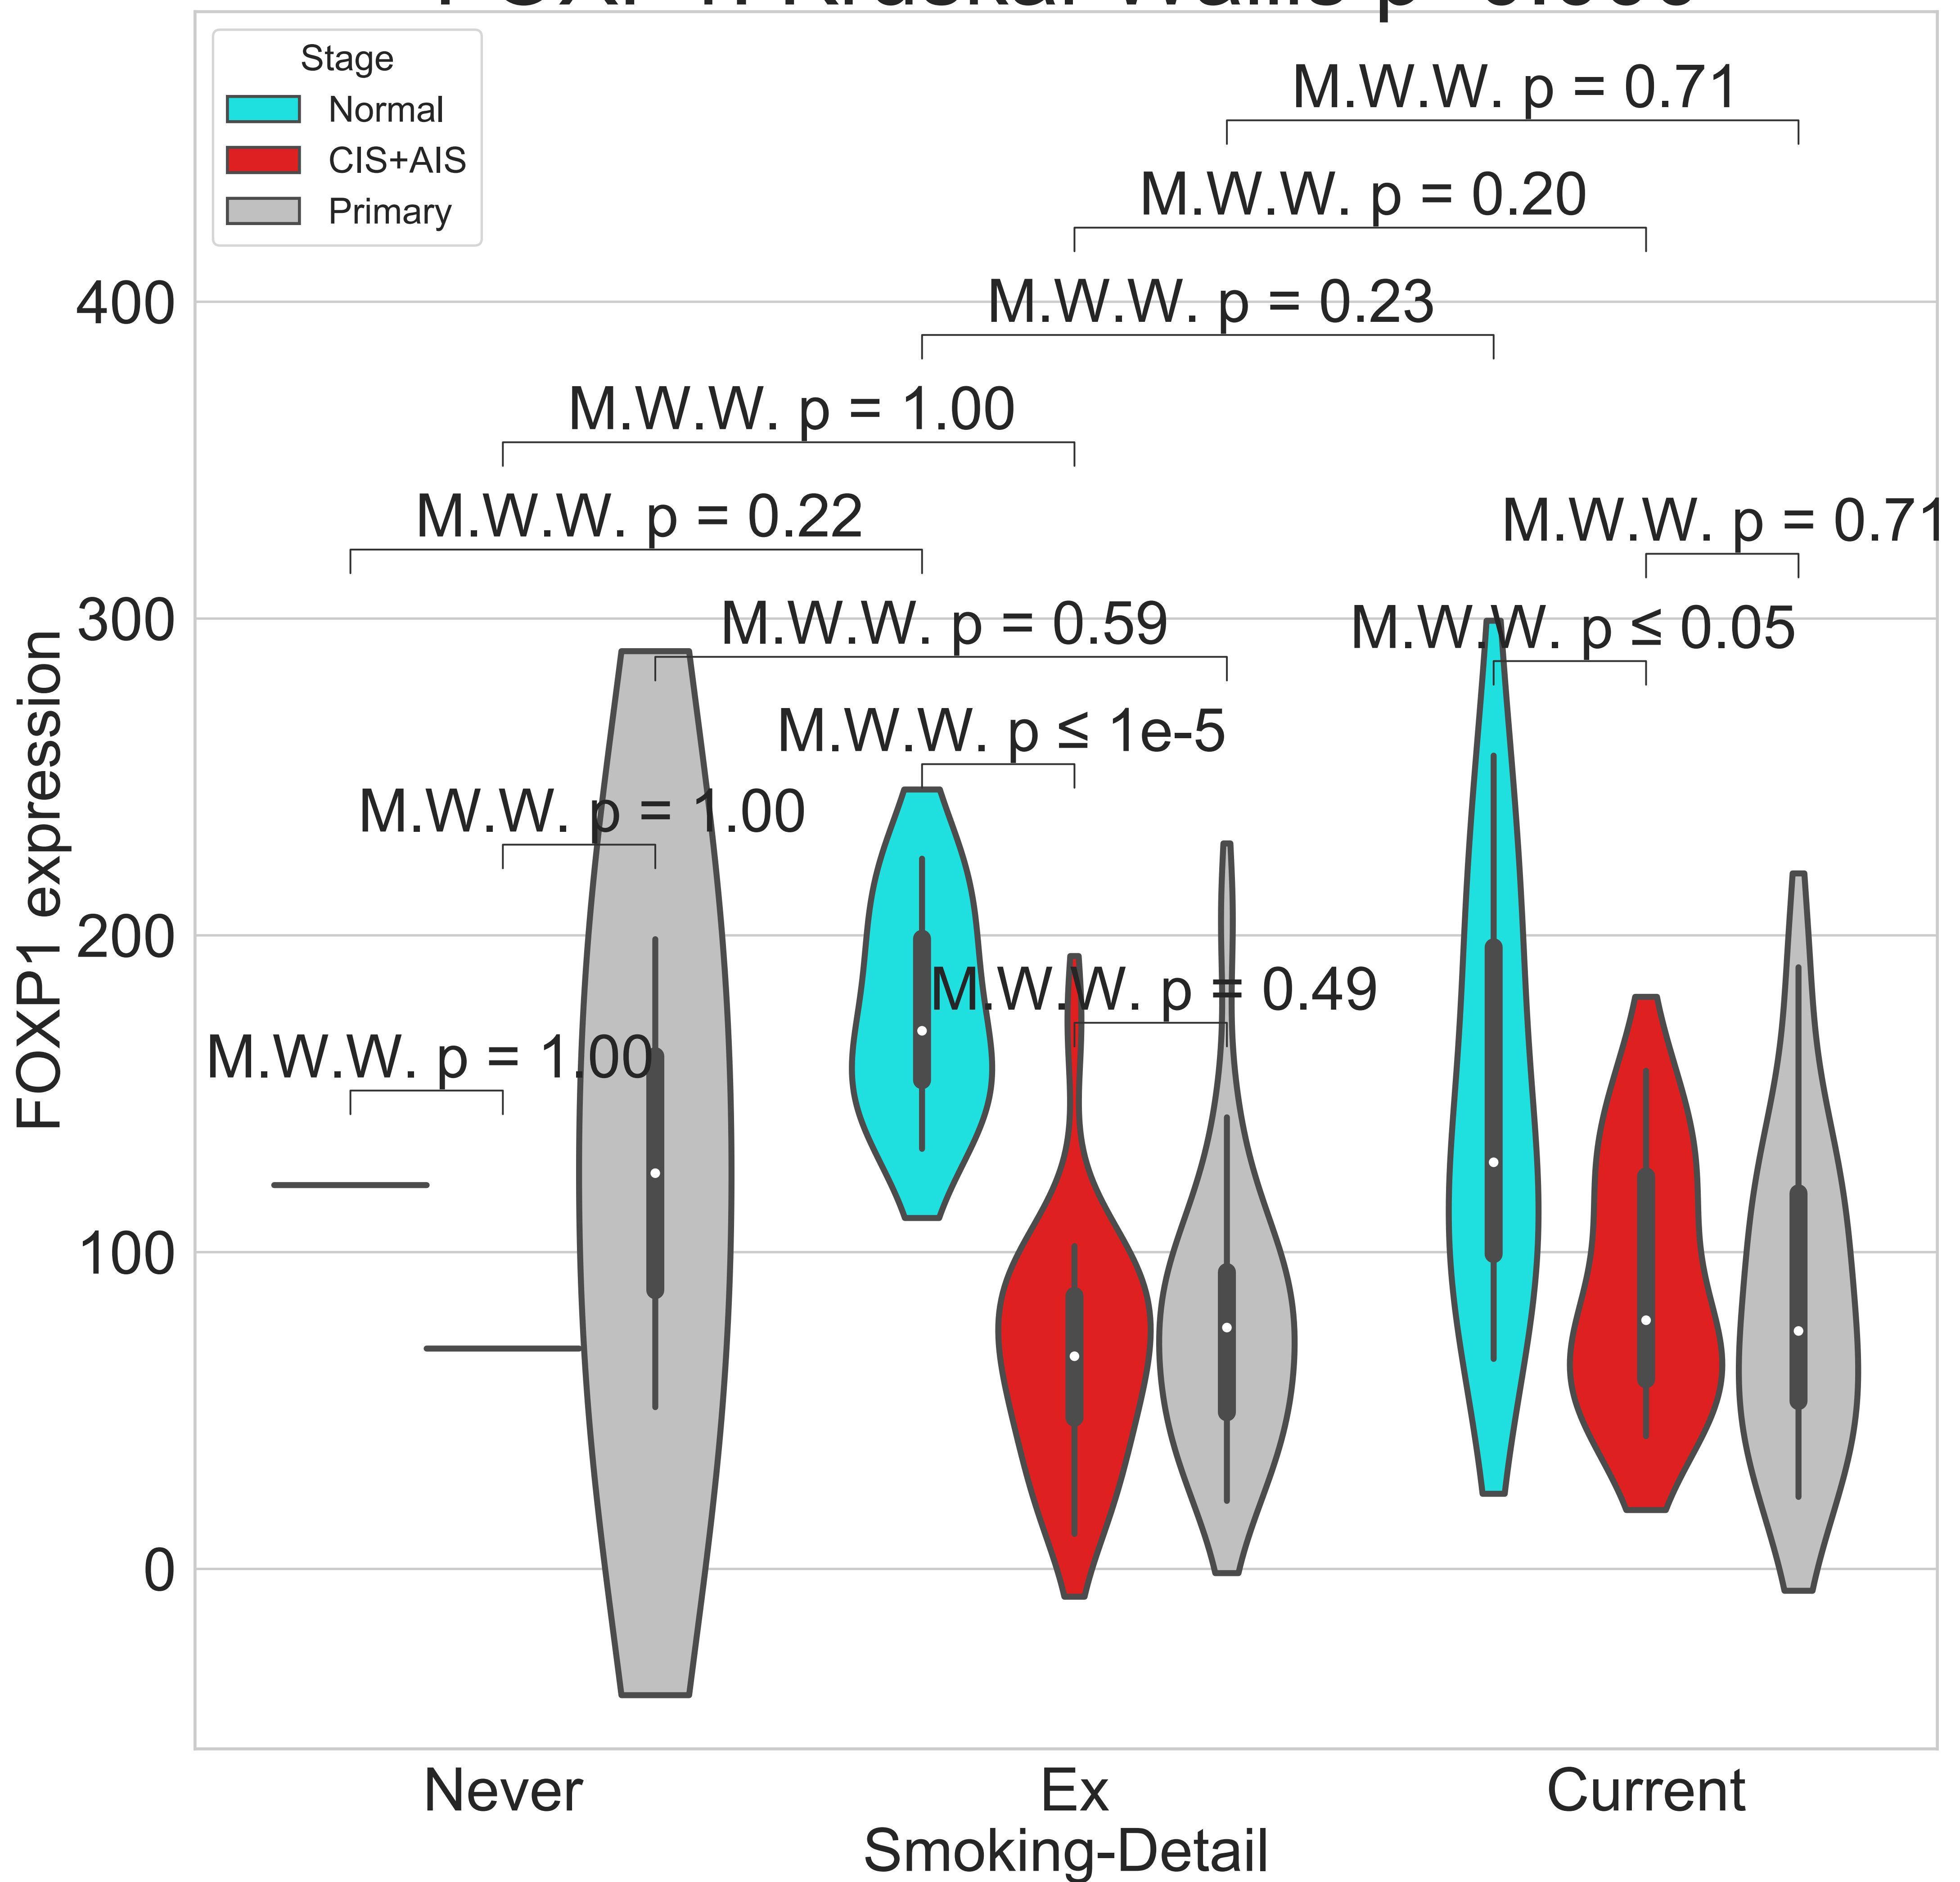 Stage
Normal
CIS+AIS
Primary
M.W.W. p = 0.71
M.W.W. p = 0.20
M.W.W. p = 0.23
M.W.W. p = 1.00
M.W.W. p = 0.22
M.W.W. p = 0.71
M.W.W. p = 0.59
M.W.W. p ≤ 0.05
M.W.W. p ≤ 1e-5
M.W.W. p = 1.00
M.W.W. p = 0.49
M.W.W. p = 1.00
400
300
200
100
0
FOXP1 expression
Never
Ex
Current
Smoking-Detail